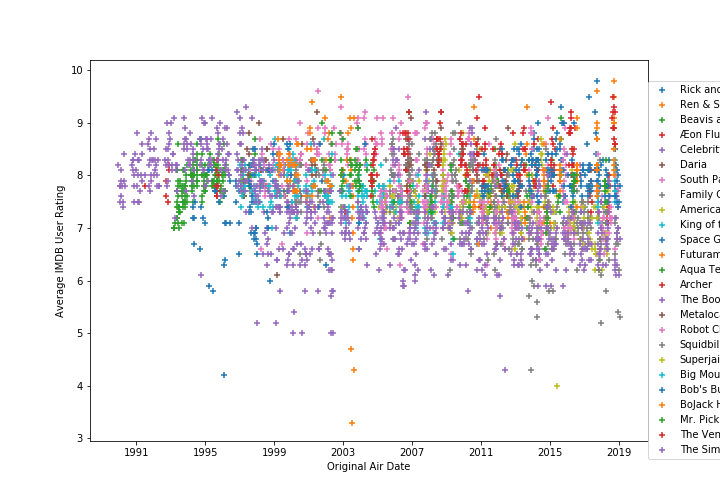 10
9
8
7
6
5
4
3
Average IMDB User Rating
1991 1995 1999 2003 2007 2011 2015 2019
Original Air Date
Rick and
Ren & S
Beavis a
Æon Flu
Celebrit
Daria
South Pa
Family G
America
King of t
Space G
Futuram
Aqua Te
Archer
The Boo
Metaloca
Robot Ch
Squidbil
Superjai
Big Mou
Bob's Bu
BoJack H
Mr. Pick
The Ven
The Sim